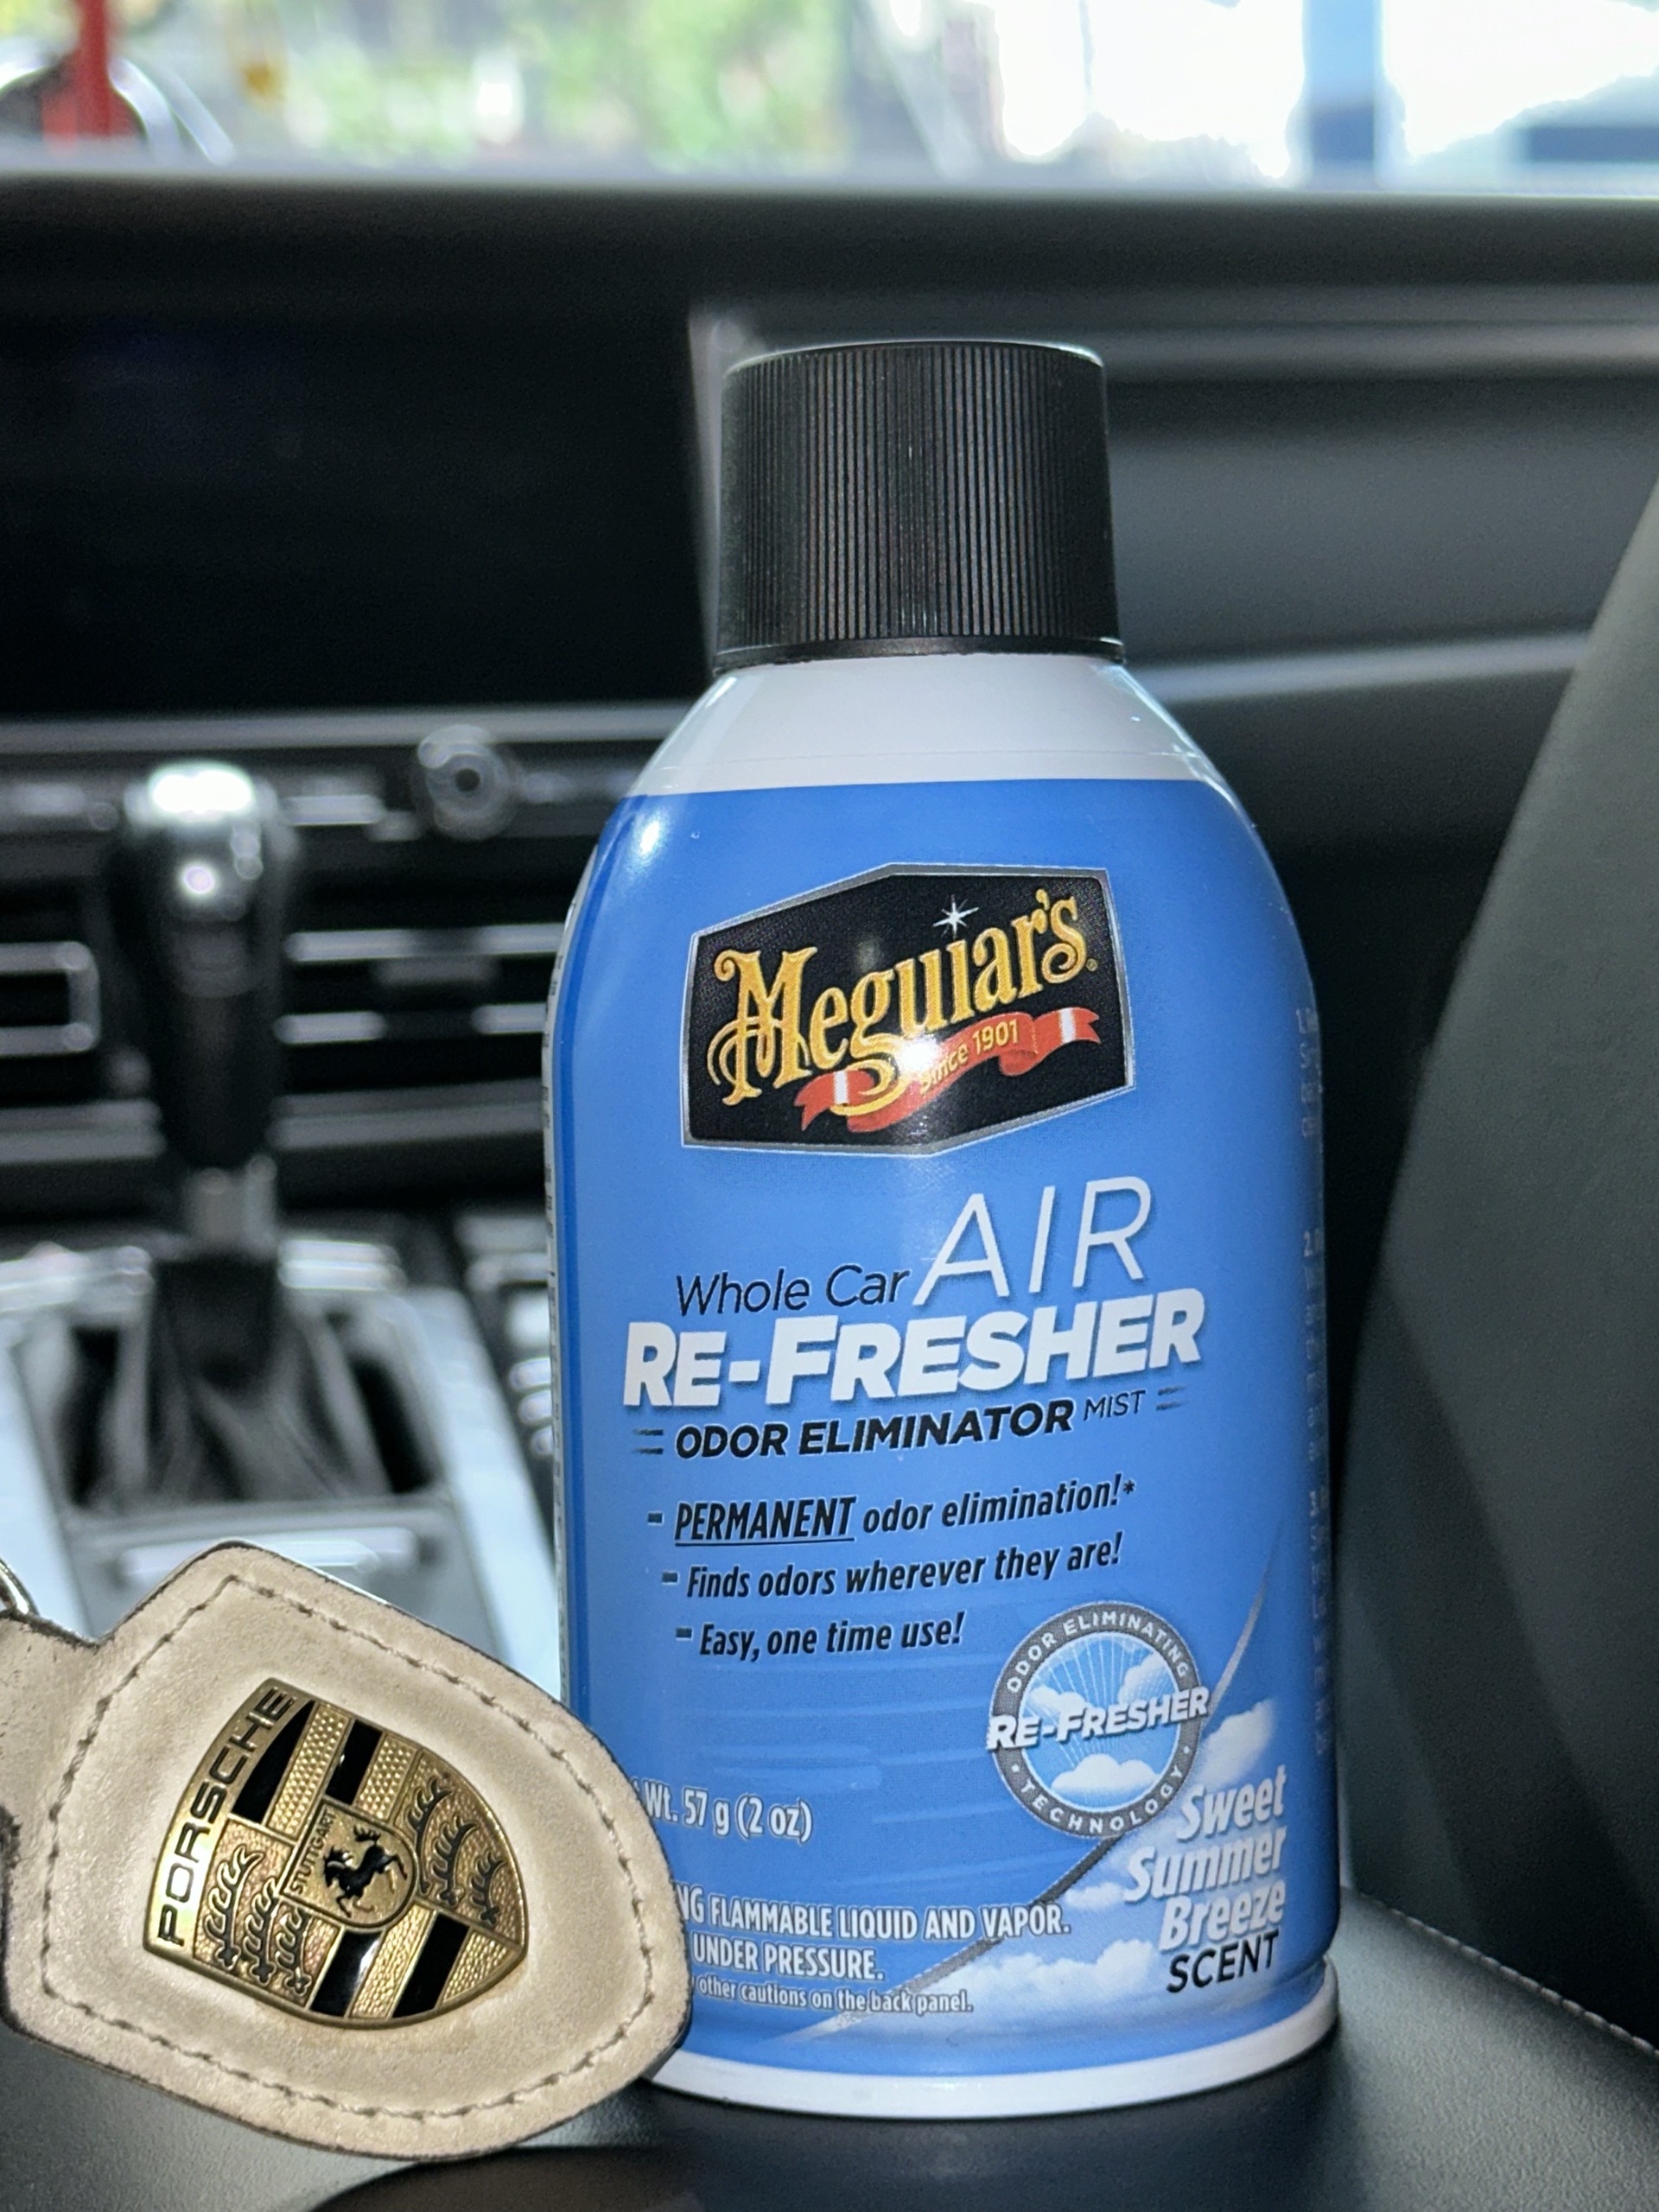 Meguiar's
Since 1901
Whole Car AIR
RE-FRESHER
ODOR ELIMINATOR MIST
- PERMANENT odor elimination!*
- Finds odors wherever they are!
- Easy, one time use!
ODOR ELIMINATING
RE-FRESHER
• TECHNOLOGY •
Wt. 57 g (2 oz)
Sweet
Summer
Breeze
SCENT
FLAMMABLE LIQUID AND VAPOR.
UNDER PRESSURE.
other cautions on the back panel.
PORSCHE
STUTTGART